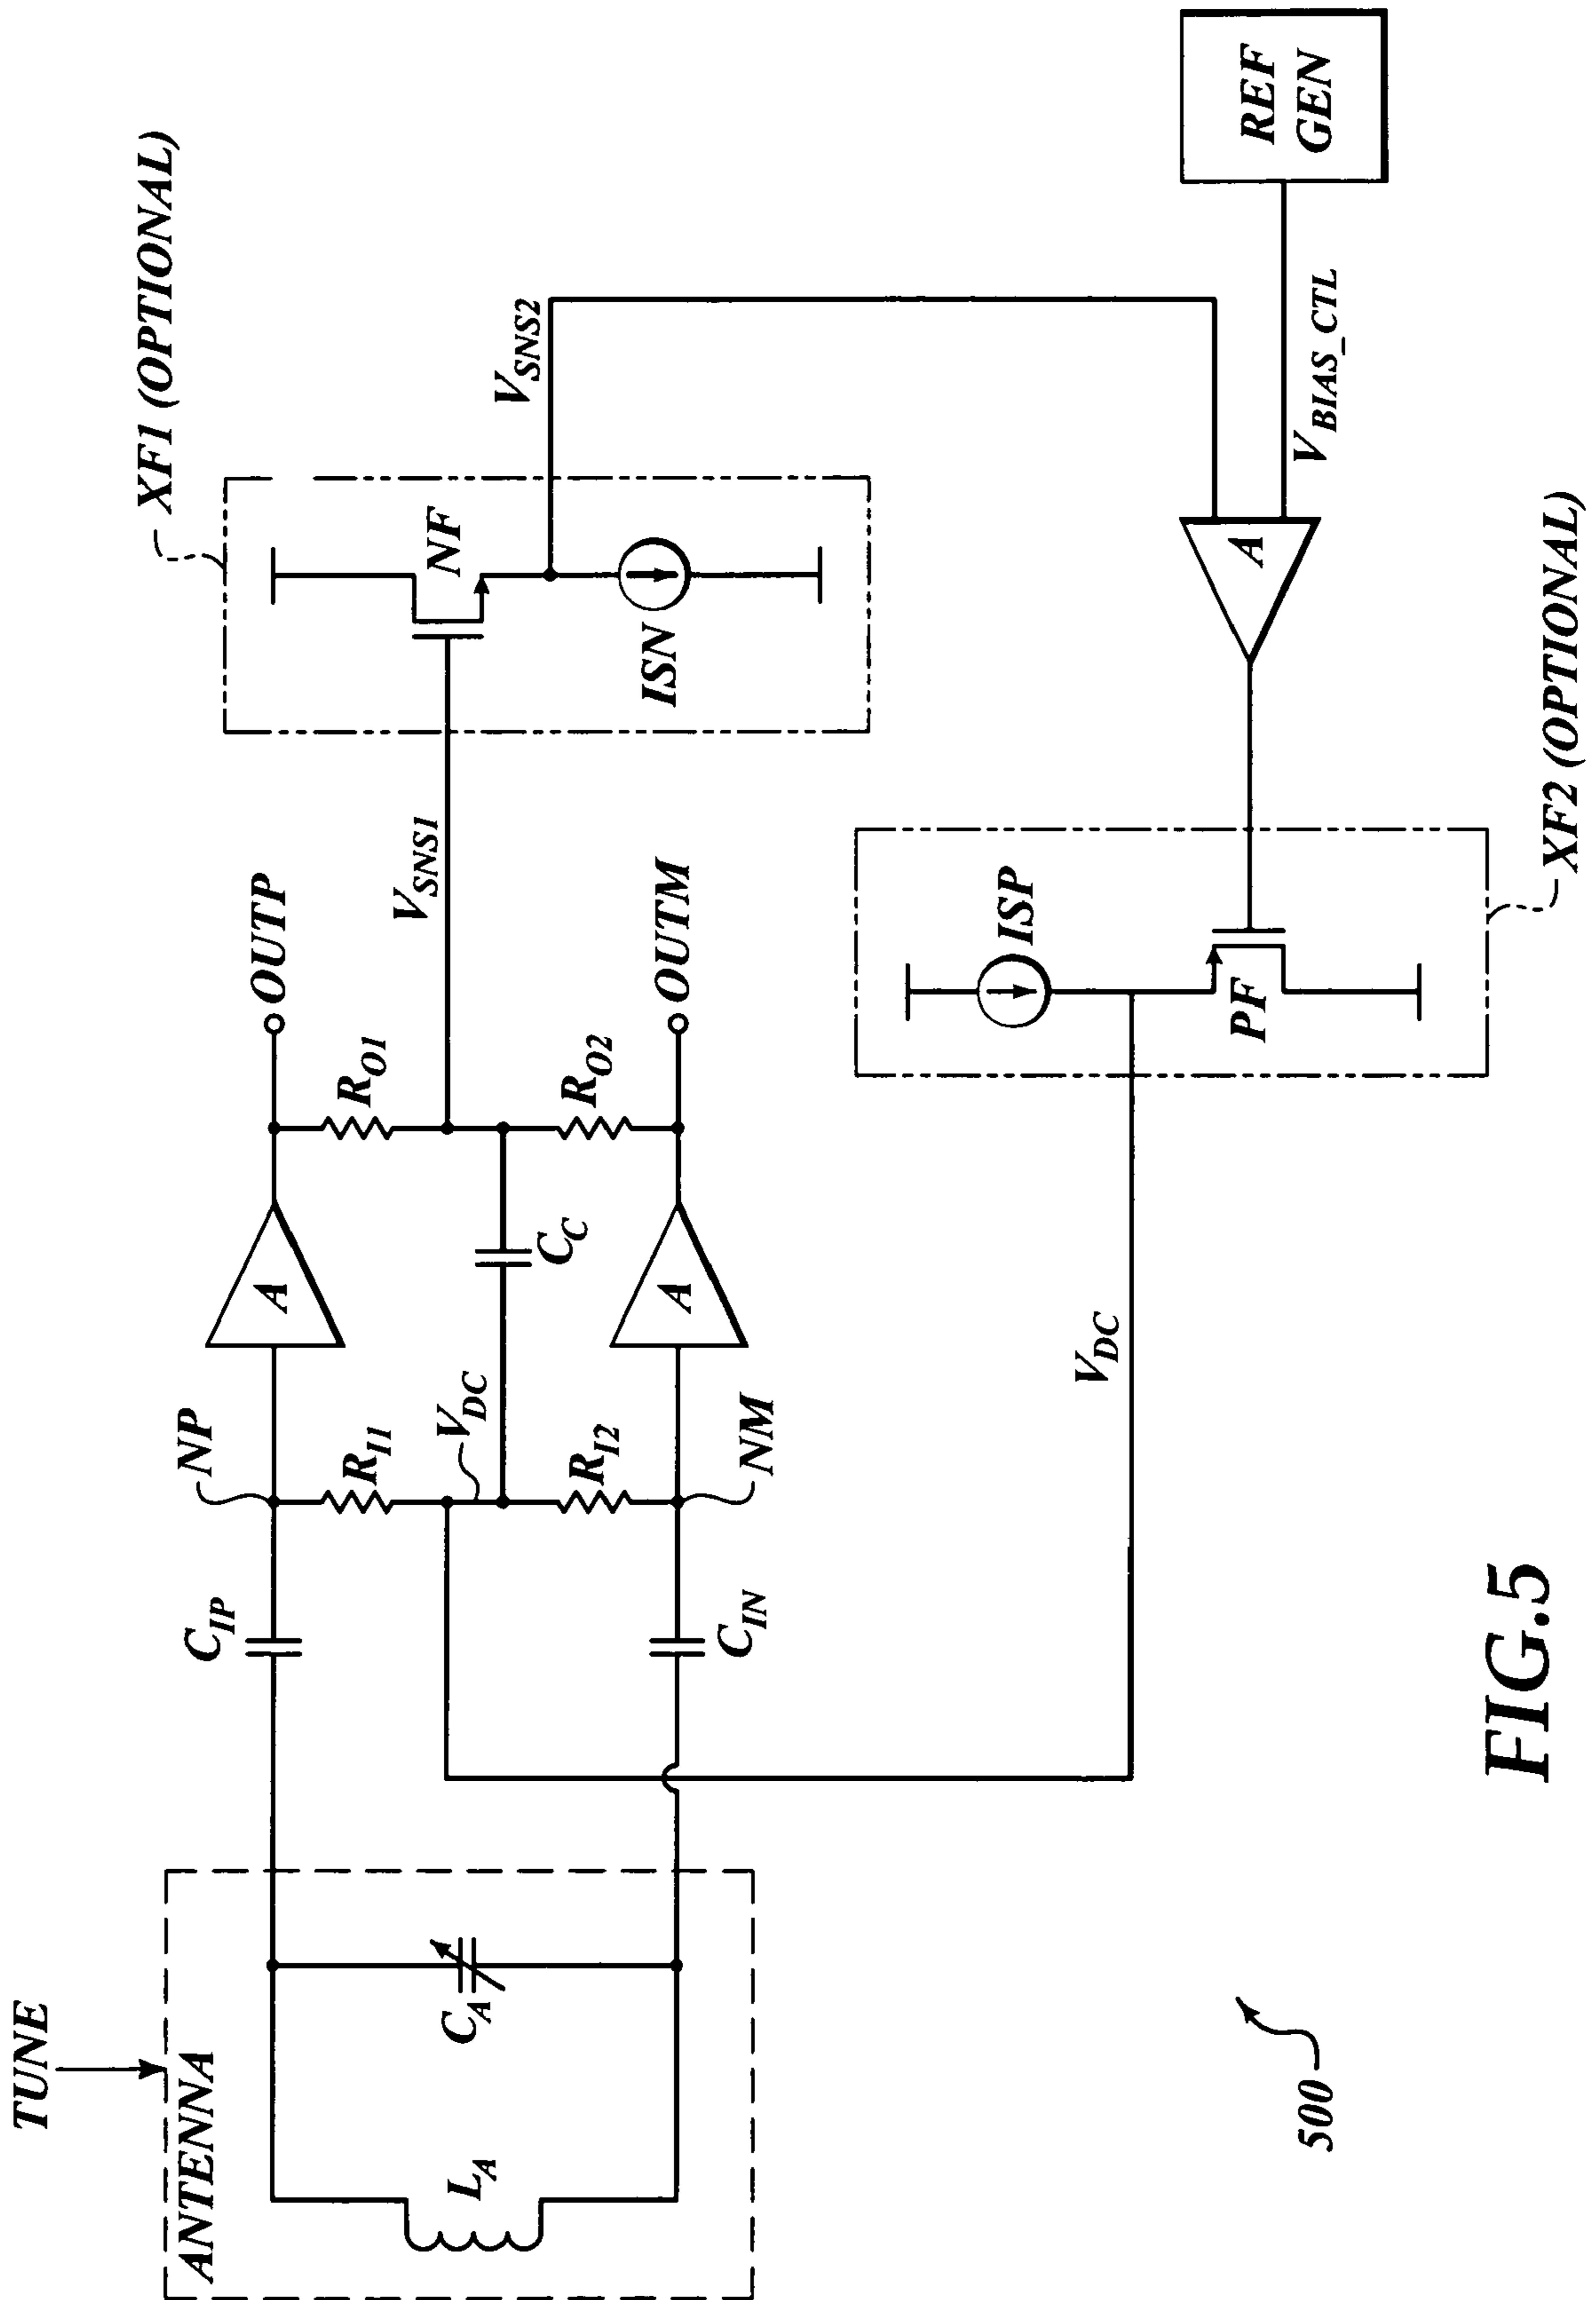 TUNE
ANTENNA
L_A
C_A
C_IP
C_IN
NP
NM
R_I1
V_DC
R_I2
A
A
C_C
R_O1
R_O2
OUTP
OUTM
V_SNS1
XF1 (OPTIONAL)
NF
ISN
V_SNS2
V_DC
ISP
PF
XF2 (OPTIONAL)
A
V_BIAS_CTL
REF
GEN
500
FIG.5